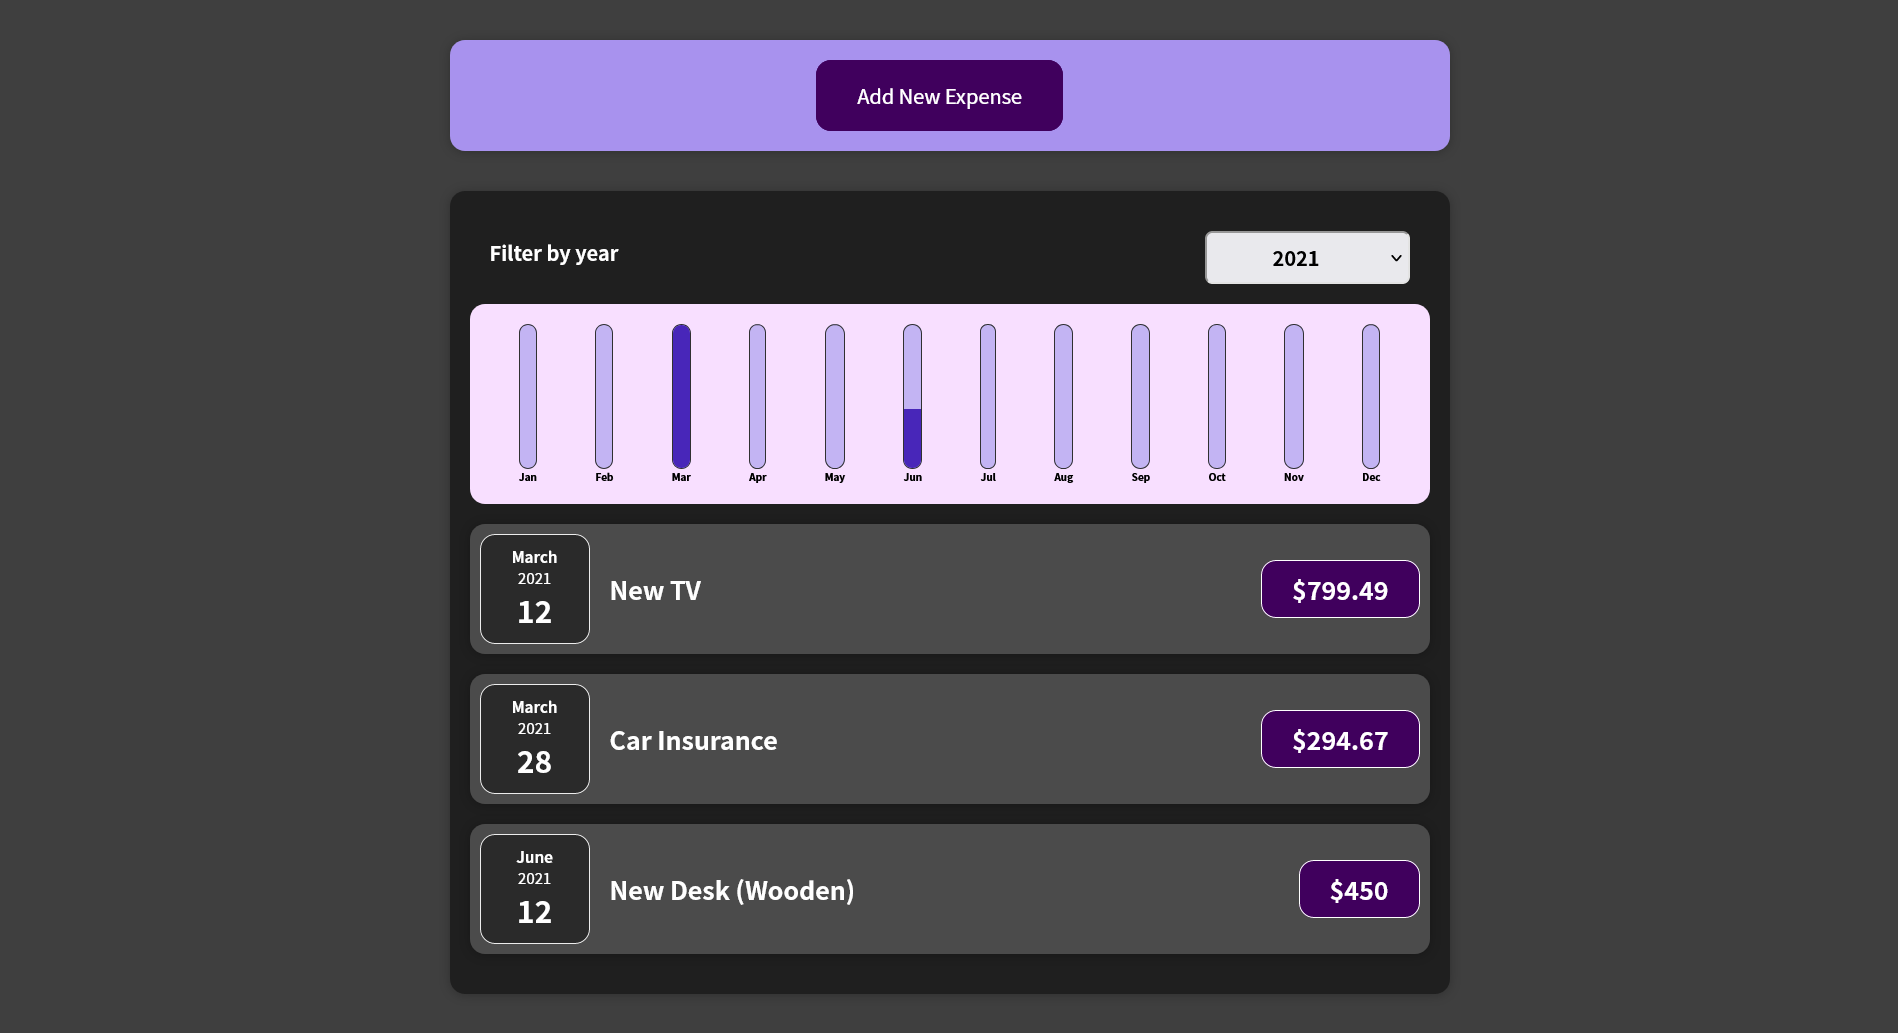 Add New Expense
Filter by year
2021
Jan Feb Mar Apr May Jun Jul Aug Sep Oct Nov Dec
March
2021
12
New TV
$799.49
March
2021
28
Car Insurance
$294.67
June
2021
12
New Desk (Wooden)
$450